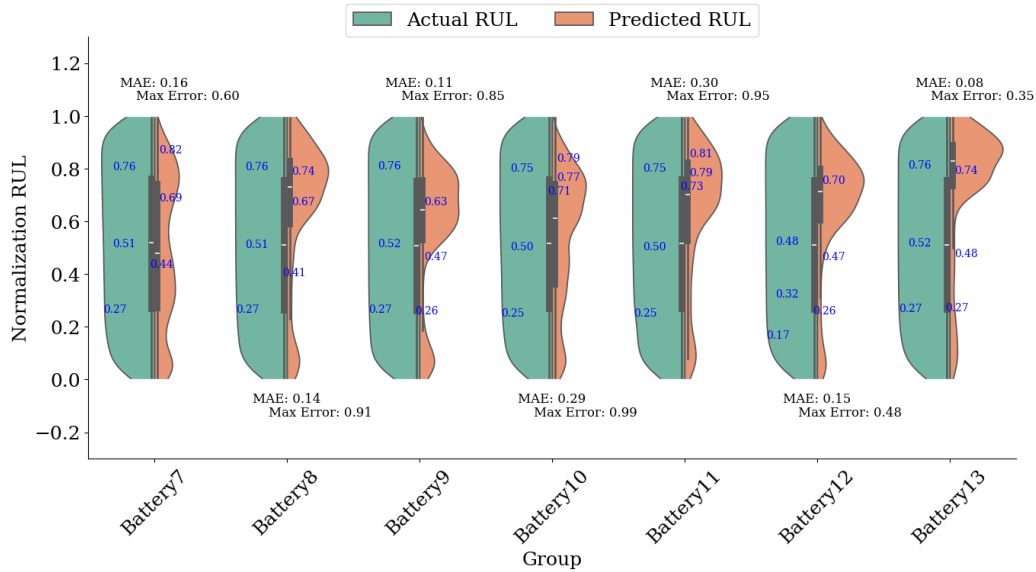 Actual RUL
Predicted RUL
Normalization RUL
1.2
1.0
0.8
0.6
0.4
0.2
0.0
−0.2
MAE: 0.16
Max Error: 0.60
MAE: 0.11
Max Error: 0.85
MAE: 0.30
Max Error: 0.95
MAE: 0.08
Max Error: 0.35
0.76
0.51
0.27
0.82
0.69
0.44
0.76
0.51
0.27
0.74
0.67
0.41
0.76
0.52
0.27
0.63
0.47
0.26
0.75
0.50
0.25
0.79
0.77
0.71
0.75
0.50
0.25
0.81
0.79
0.73
0.48
0.32
0.17
0.70
0.47
0.26
0.76
0.52
0.27
0.74
0.48
0.27
MAE: 0.14
Max Error: 0.91
MAE: 0.29
Max Error: 0.99
MAE: 0.15
Max Error: 0.48
Battery7
Battery8
Battery9
Battery10
Battery11
Battery12
Battery13
Group